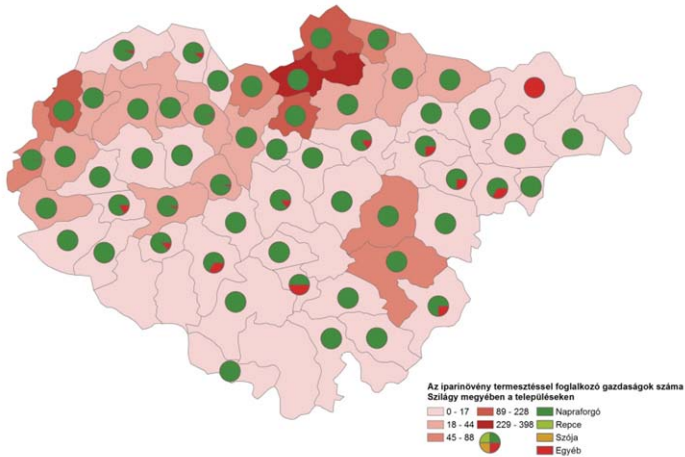 Az iparinövény termesztéssel foglalkozó gazdaságok száma
Szilágy megyében a településeken
0 - 17 89 - 228 Napraforgó
18 - 44 229 - 398 Repce
45 - 88 Szója
Egyéb